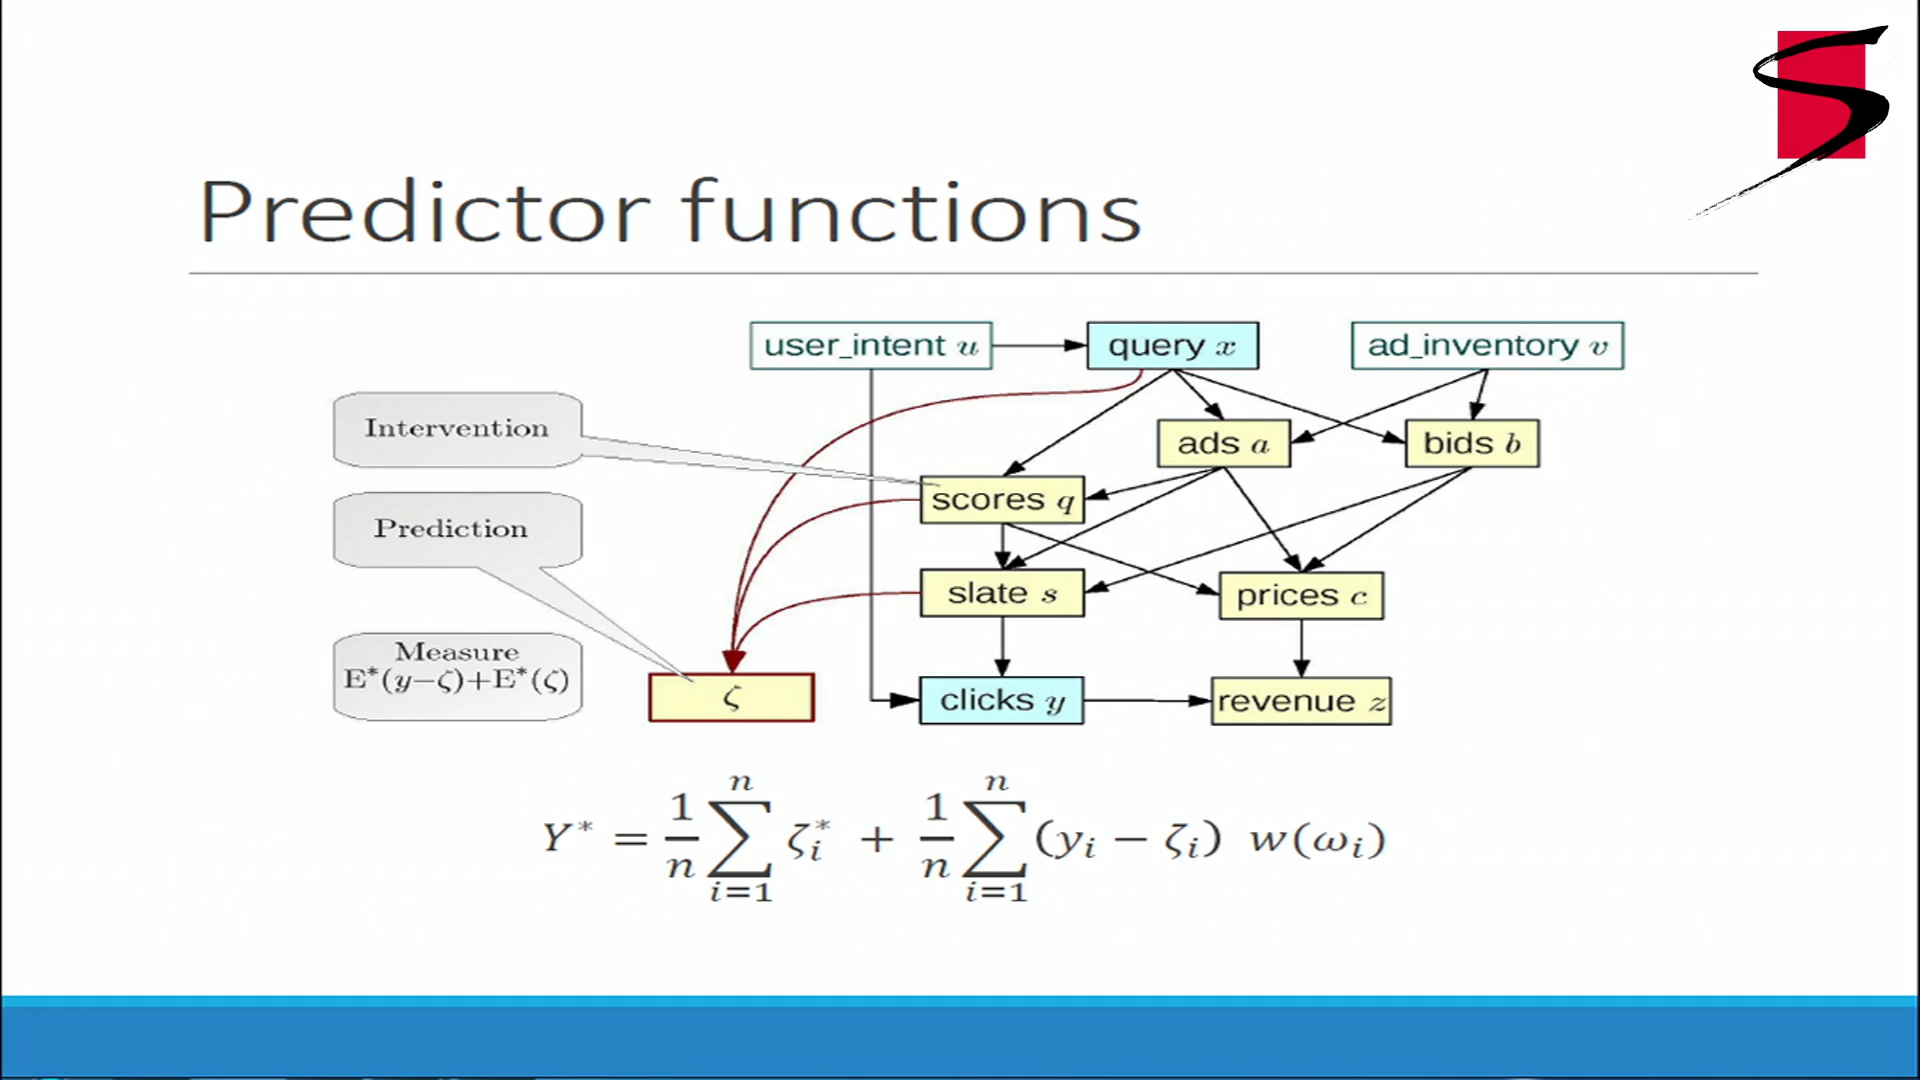 Predictor functions
user_intent u
query x
ad_inventory v
Intervention
ads a
bids b
scores q
Prediction
slate s
prices c
Measure
E*(y−ζ)+E*(ζ)
ζ
clicks y
revenue z
Y* = 1/n ∑_{i=1}^{n} ζ_i^* + 1/n ∑_{i=1}^{n} (y_i − ζ_i) w(ω_i)